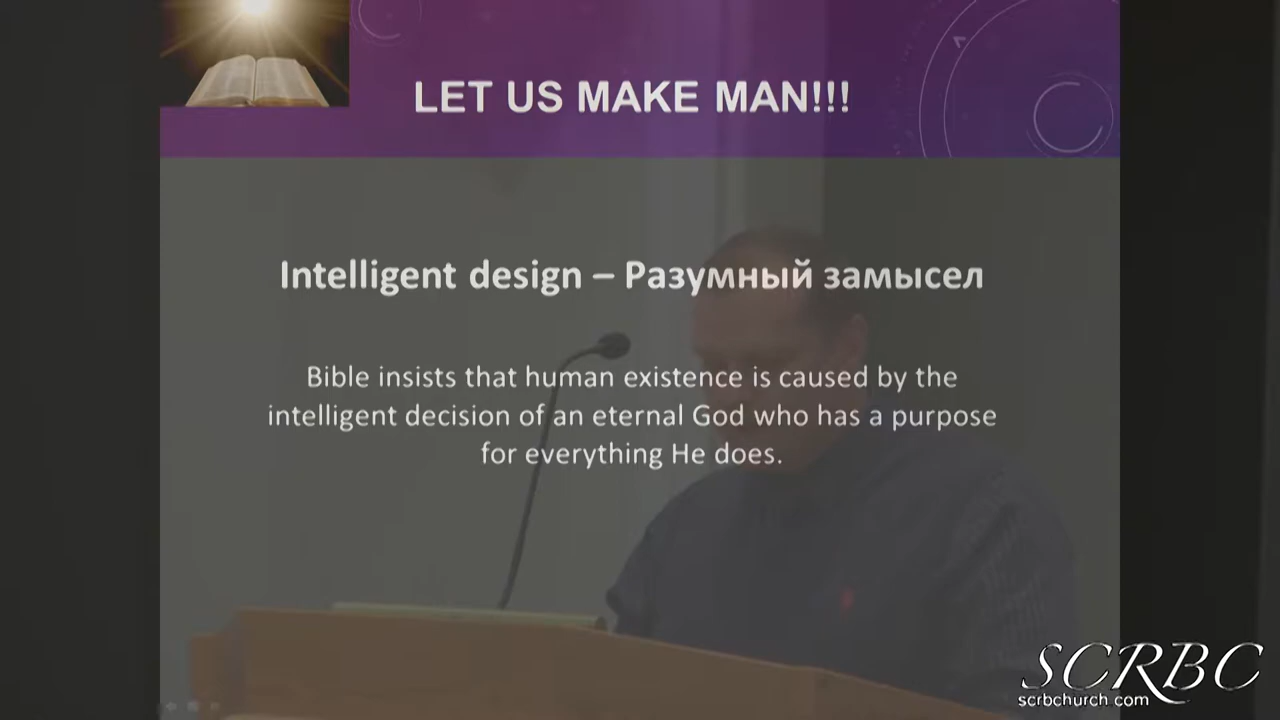 LET US MAKE MAN!!!
Intelligent design – Разумный замысел
Bible insists that human existence is caused by the
intelligent decision of an eternal God who has a purpose
for everything He does.
SCRBC
scrbchurch.com